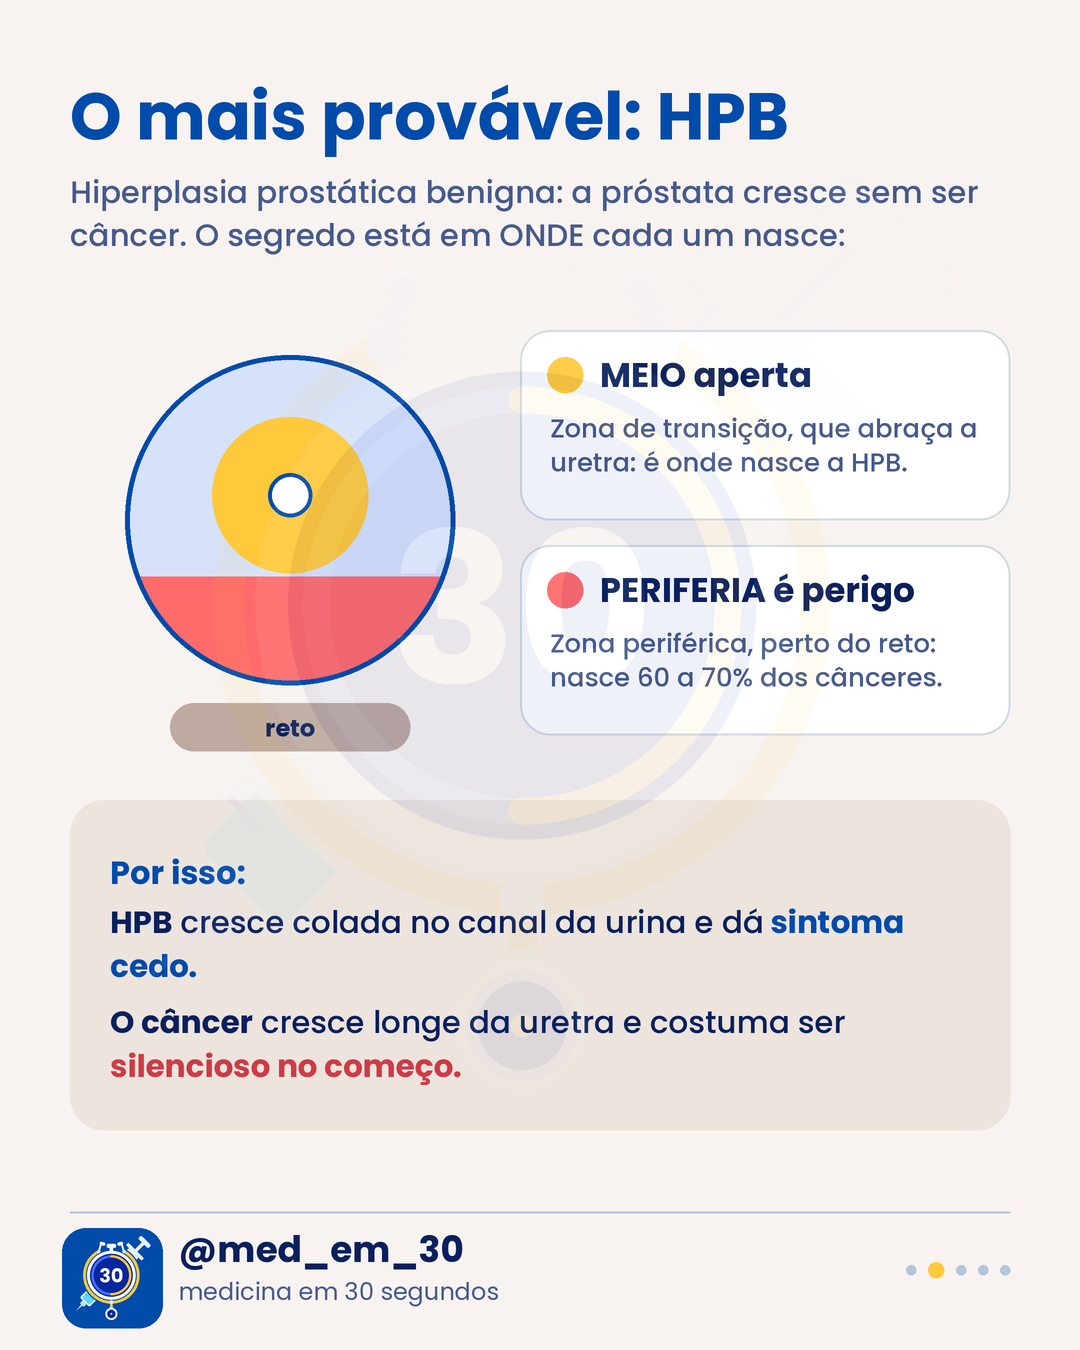 O mais provável: HPB
Hiperplasia prostática benigna: a próstata cresce sem ser
câncer. O segredo está em ONDE cada um nasce:
MEIO aperta
Zona de transição, que abraça a
uretra: é onde nasce a HPB.
PERIFERIA é perigo
Zona periférica, perto do reto:
nasce 60 a 70% dos cânceres.
reto
30
Por isso:
HPB cresce colada no canal da urina e dá sintoma
cedo.
O câncer cresce longe da uretra e costuma ser
silencioso no começo.
30
@med_em_30
medicina em 30 segundos